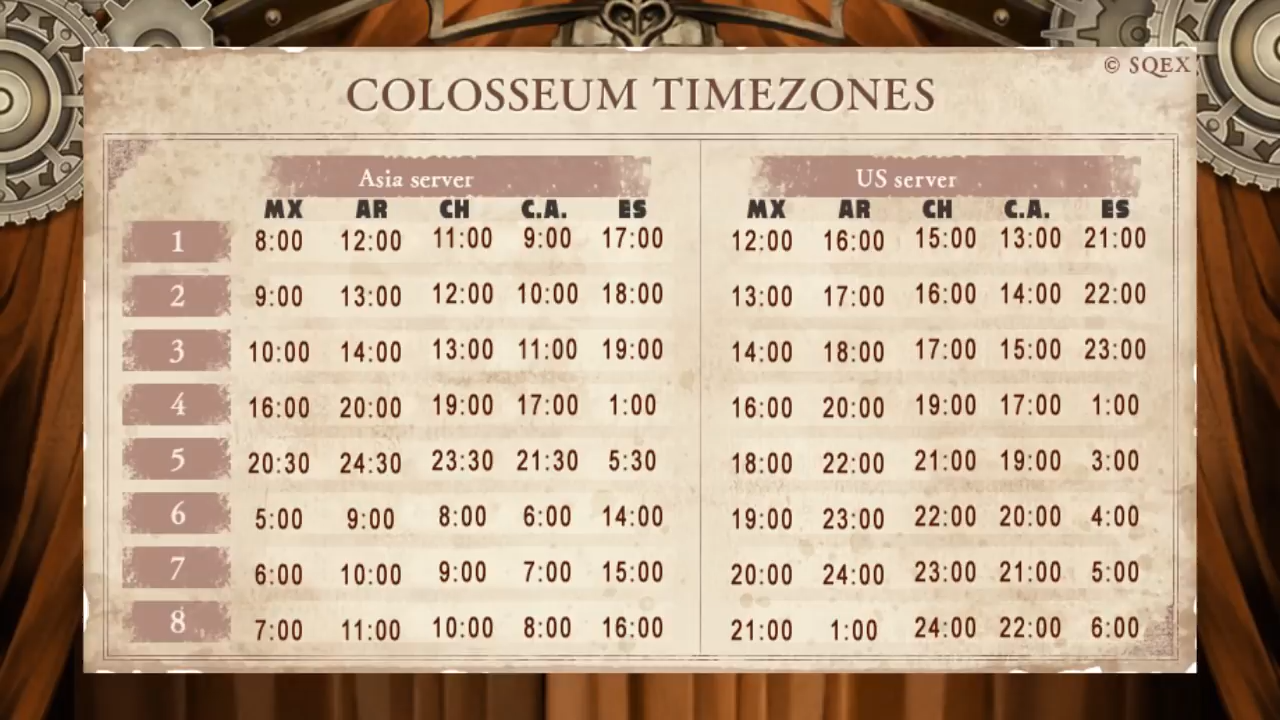 © SQEX
COLOSSEUM TIMEZONES
Asia server US server
MX AR CH C.A. ES MX AR CH C.A. ES
1 8:00 12:00 11:00 9:00 17:00 12:00 16:00 15:00 13:00 21:00
2 9:00 13:00 12:00 10:00 18:00 13:00 17:00 16:00 14:00 22:00
3 10:00 14:00 13:00 11:00 19:00 14:00 18:00 17:00 15:00 23:00
4 16:00 20:00 19:00 17:00 1:00 16:00 20:00 19:00 17:00 1:00
5 20:30 24:30 23:30 21:30 5:30 18:00 22:00 21:00 19:00 3:00
6 5:00 9:00 8:00 6:00 14:00 19:00 23:00 22:00 20:00 4:00
7 6:00 10:00 9:00 7:00 15:00 20:00 24:00 23:00 21:00 5:00
8 7:00 11:00 10:00 8:00 16:00 21:00 1:00 24:00 22:00 6:00